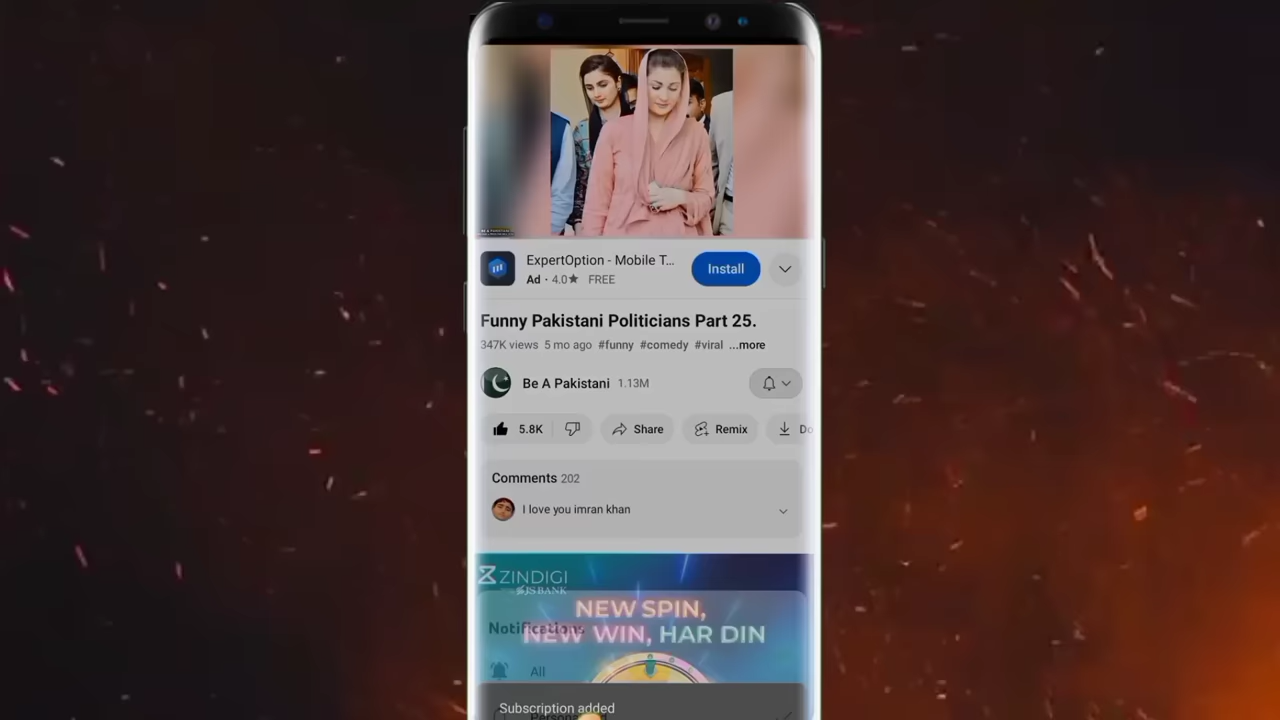 ExpertOption - Mobile T...
Install
Ad · 4.0★ FREE
Funny Pakistani Politicians Part 25.
347K views 5 mo ago #funny #comedy #viral ...more
Be A Pakistani 1.13M
5.8K
Share
Remix
Do
Comments 202
I love you imran khan
ZINDIGI
JS BANK
NEW SPIN,
Notifications
NEW WIN, HAR DIN
All
Subscription added